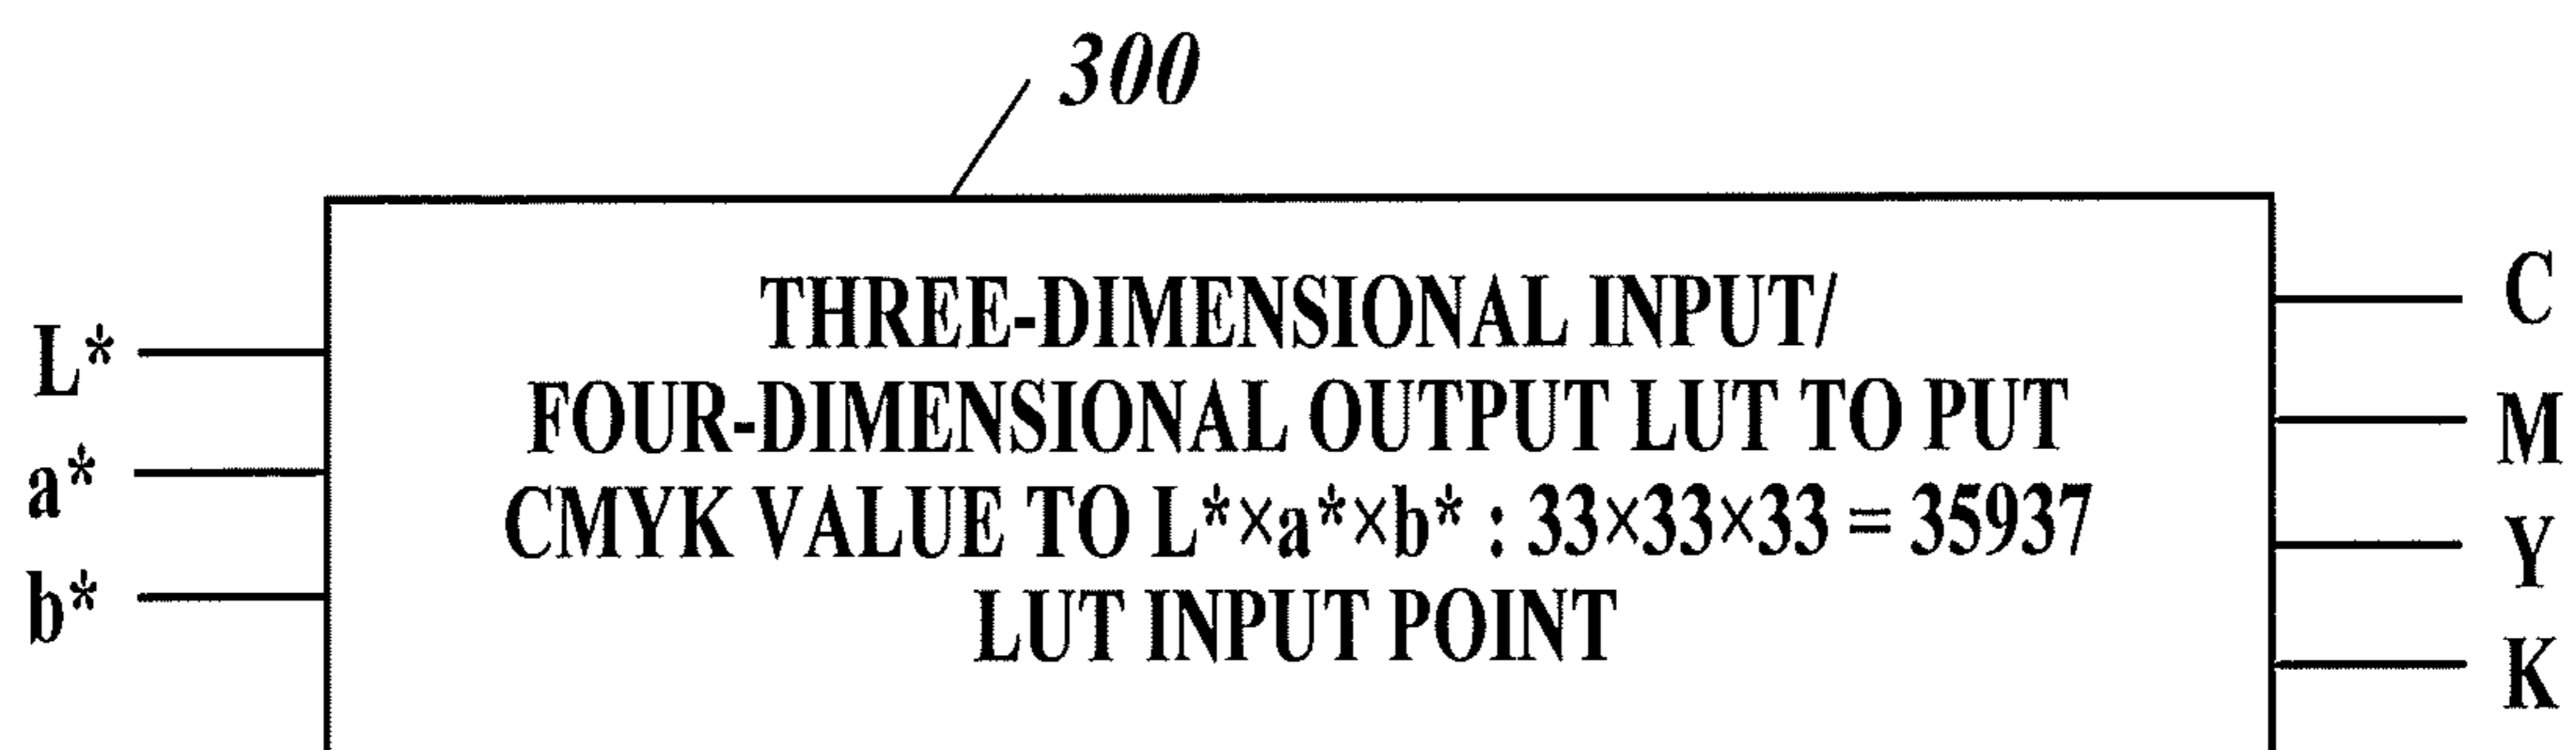 300
THREE-DIMENSIONAL INPUT/
FOUR-DIMENSIONAL OUTPUT LUT TO PUT
CMYK VALUE TO L*×a*×b* : 33×33×33 = 35937
LUT INPUT POINT
L*
a*
b*
C
M
Y
K